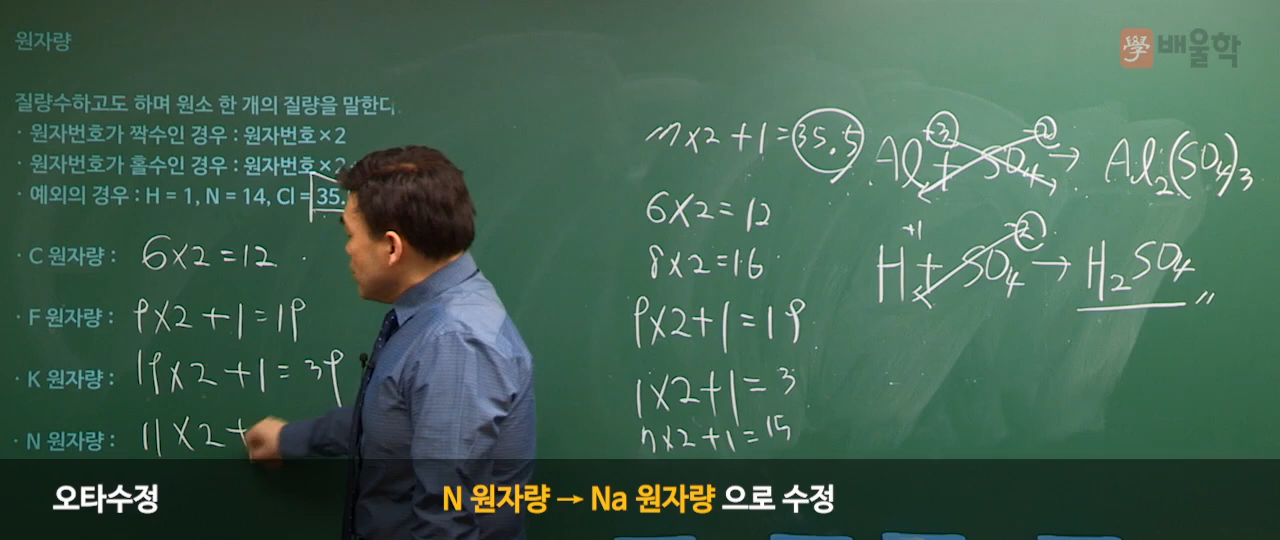 원자량
學 배울학
질량수하고도 하며 원소 한 개의 질량을 말한다.
· 원자번호가 짝수인 경우 : 원자번호×2
· 원자번호가 홀수인 경우 : 원자번호×2
· 예외의 경우 : H = 1, N = 14, Cl = 35.
· C 원자량 : 6×2=12
· F 원자량 : 9×2+1=19
· K 원자량 : 19×2+1=39
· N 원자량 : 11×2+
17×2+1=35.5
6×2=12
8×2=16
9×2+1=19
1×2+1=3
7×2+1=15
+3 -2
Al + SO4 → Al2(SO4)3
+1 -2
H + SO4 → H2SO4 〃
오타수정
N 원자량 → Na 원자량 으로 수정